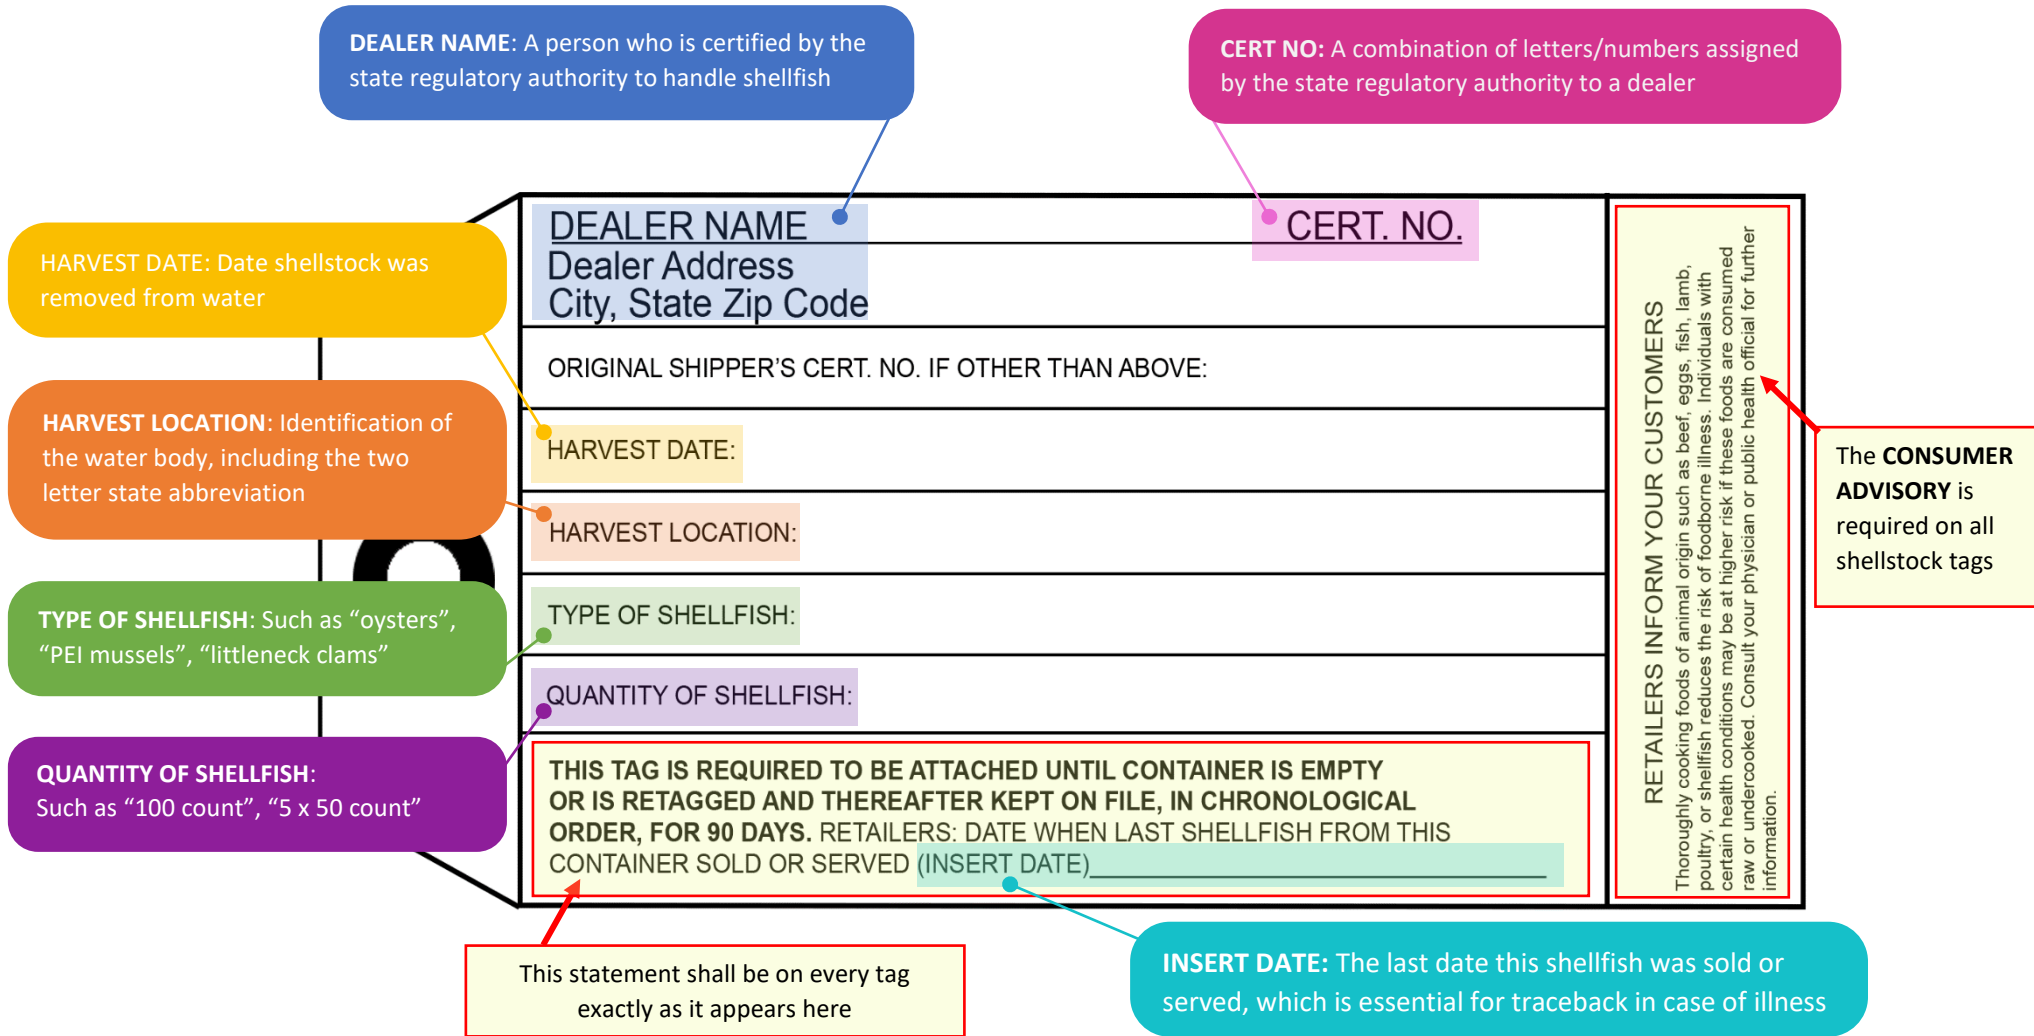 DEALER NAME: A person who is certified by the
state regulatory authority to handle shellfish
CERT NO: A combination of letters/numbers assigned
by the state regulatory authority to a dealer
HARVEST DATE: Date shellstock was
removed from water
HARVEST LOCATION: Identification of
the water body, including the two
letter state abbreviation
TYPE OF SHELLFISH: Such as “oysters”,
“PEI mussels”, “littleneck clams”
QUANTITY OF SHELLFISH:
Such as “100 count”, “5 x 50 count”
DEALER NAME
CERT. NO.
Dealer Address
City, State Zip Code
ORIGINAL SHIPPER'S CERT. NO. IF OTHER THAN ABOVE:
HARVEST DATE:
HARVEST LOCATION:
TYPE OF SHELLFISH:
QUANTITY OF SHELLFISH:
THIS TAG IS REQUIRED TO BE ATTACHED UNTIL CONTAINER IS EMPTY
OR IS RETAGGED AND THEREAFTER KEPT ON FILE, IN CHRONOLOGICAL
ORDER, FOR 90 DAYS. RETAILERS: DATE WHEN LAST SHELLFISH FROM THIS
CONTAINER SOLD OR SERVED (INSERT DATE)
RETAILERS INFORM YOUR CUSTOMERS
Thoroughly cooking foods of animal origin such as beef, eggs, fish, lamb,
poultry, or shellfish reduces the risk of foodborne illness. Individuals with
certain health conditions may be at higher risk if these foods are consumed
raw or undercooked. Consult your physician or public health official for further
information.
The CONSUMER
ADVISORY is
required on all
shellstock tags
This statement shall be on every tag
exactly as it appears here
INSERT DATE: The last date this shellfish was sold or
served, which is essential for traceback in case of illness